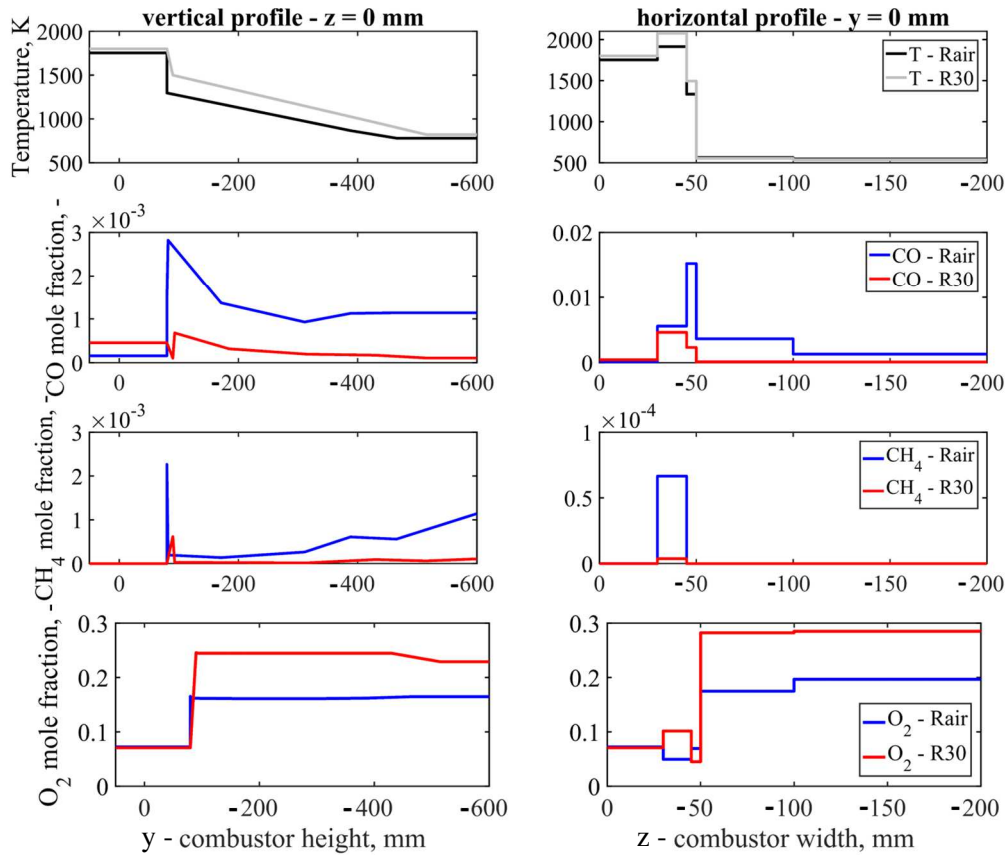 vertical profile - z = 0 mm
Temperature, K
2000
1500
1000
500
0 -200 -400 -600
horizontal profile - y = 0 mm
2000
1500
1000
500
T - Rair
T - R30
0 -50 -100 -150 -200
CO mole fraction, -
×10⁻³
3
2
1
0
0 -200 -400 -600
0.02
0.01
0
CO - Rair
CO - R30
0 -50 -100 -150 -200
CH₄ mole fraction, -
×10⁻³
3
2
1
0
0 -200 -400 -600
×10⁻⁴
1
0.5
0
CH₄ - Rair
CH₄ - R30
0 -50 -100 -150 -200
O₂ mole fraction, -
0.3
0.2
0.1
0
0 -200 -400 -600
y - combustor height, mm
0.3
0.2
0.1
0
O₂ - Rair
O₂ - R30
0 -50 -100 -150 -200
z - combustor width, mm